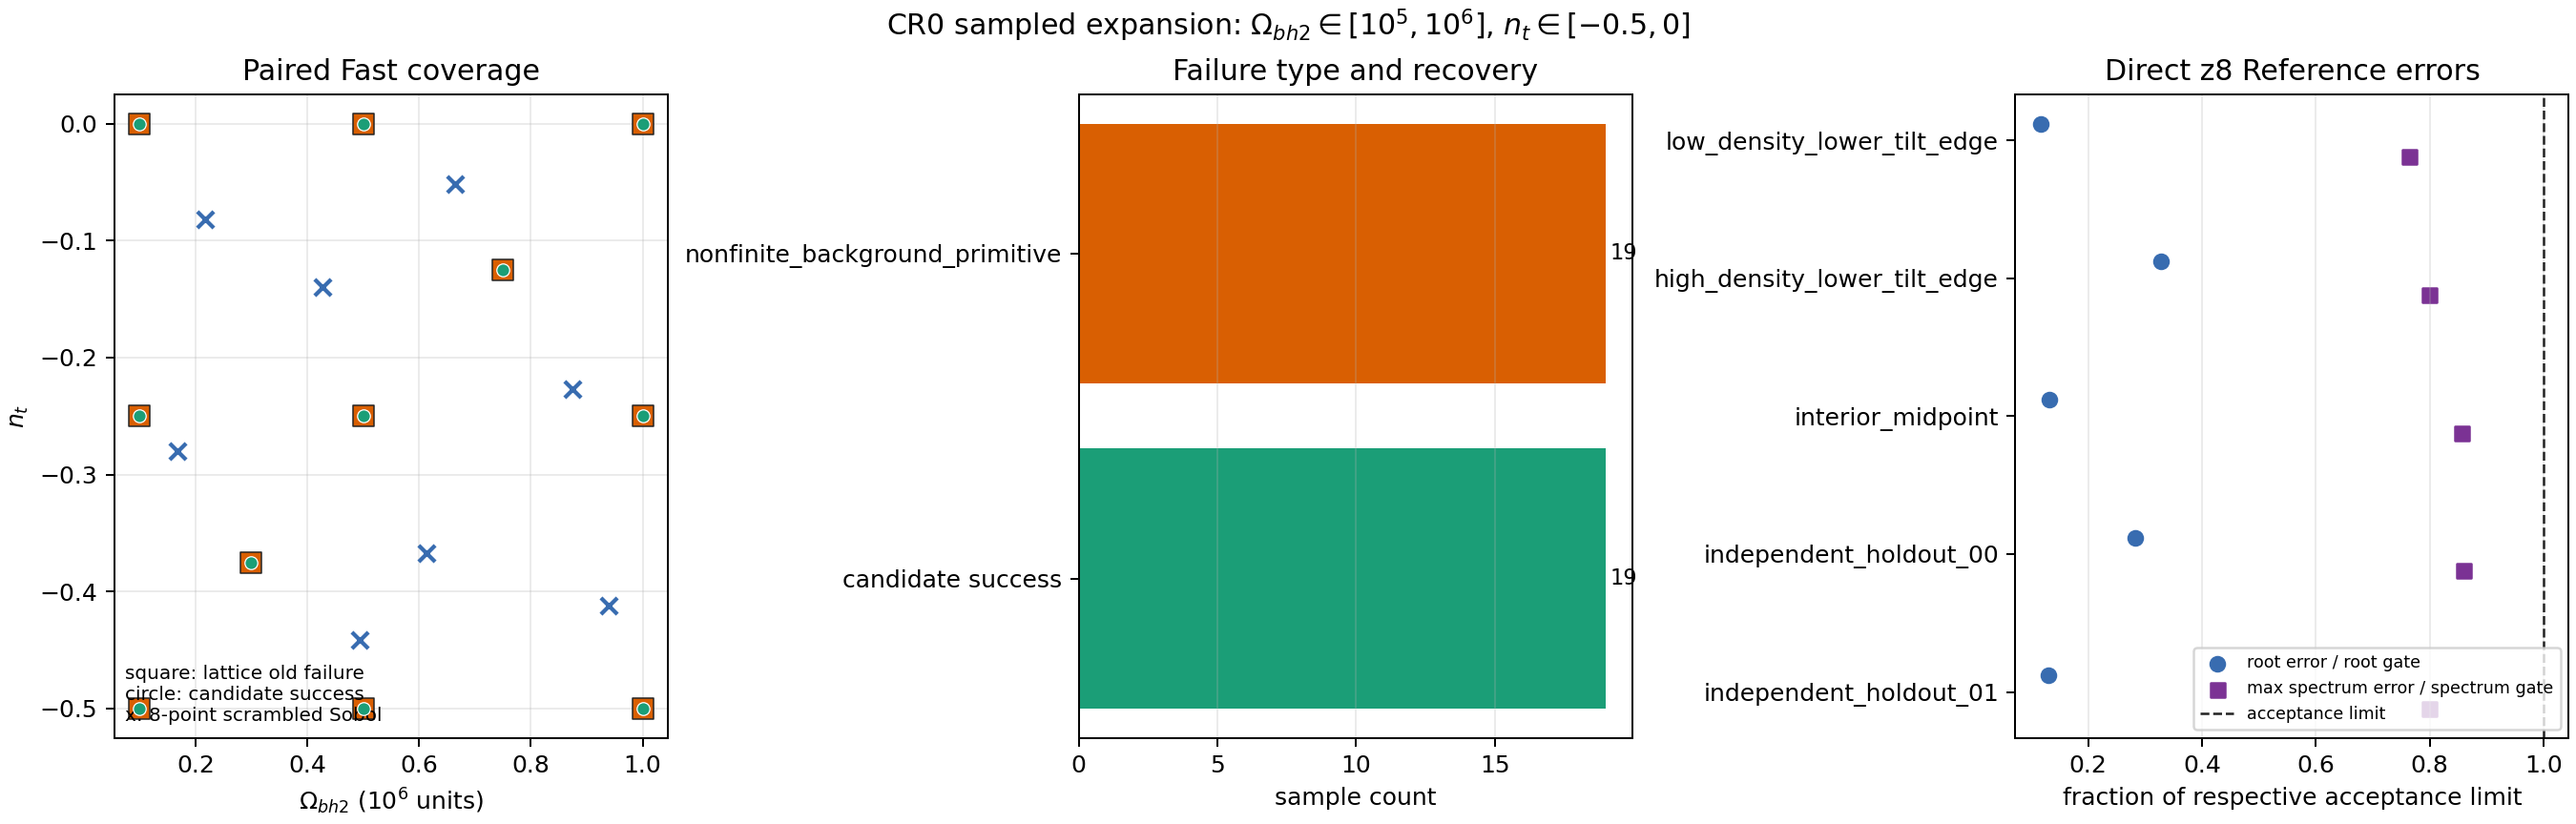 CR0 sampled expansion: Ω_{bh2} ∈ [10^5, 10^6], n_t ∈ [−0.5, 0]
Paired Fast coverage
0.0
−0.1
−0.2
−0.3
−0.4
−0.5
n_t
square: lattice old failure
circle: candidate success
x: 8-point scrambled Sobol
0.2
0.4
0.6
0.8
1.0
Ω_{bh2} (10^6 units)
Failure type and recovery
nonfinite_background_primitive
19
candidate success
19
0
5
10
15
sample count
Direct z8 Reference errors
low_density_lower_tilt_edge
high_density_lower_tilt_edge
interior_midpoint
independent_holdout_00
independent_holdout_01
root error / root gate
max spectrum error / spectrum gate
acceptance limit
0.2
0.4
0.6
0.8
1.0
fraction of respective acceptance limit